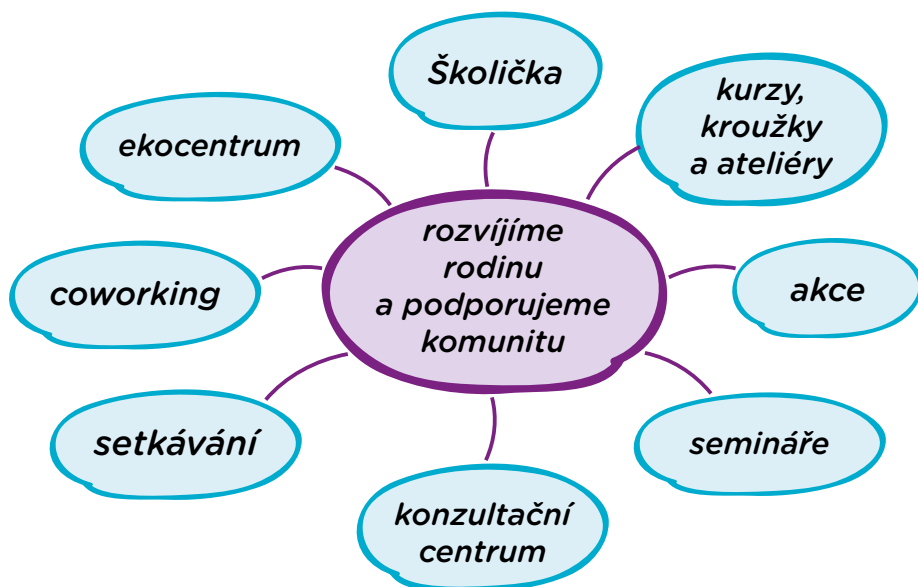 Školička
kurzy,
kroužky
a ateliéry
ekocentrum
rozvíjíme
rodinu
a podporujeme
komunitu
coworking
akce
setkávání
semináře
konzultační
centrum